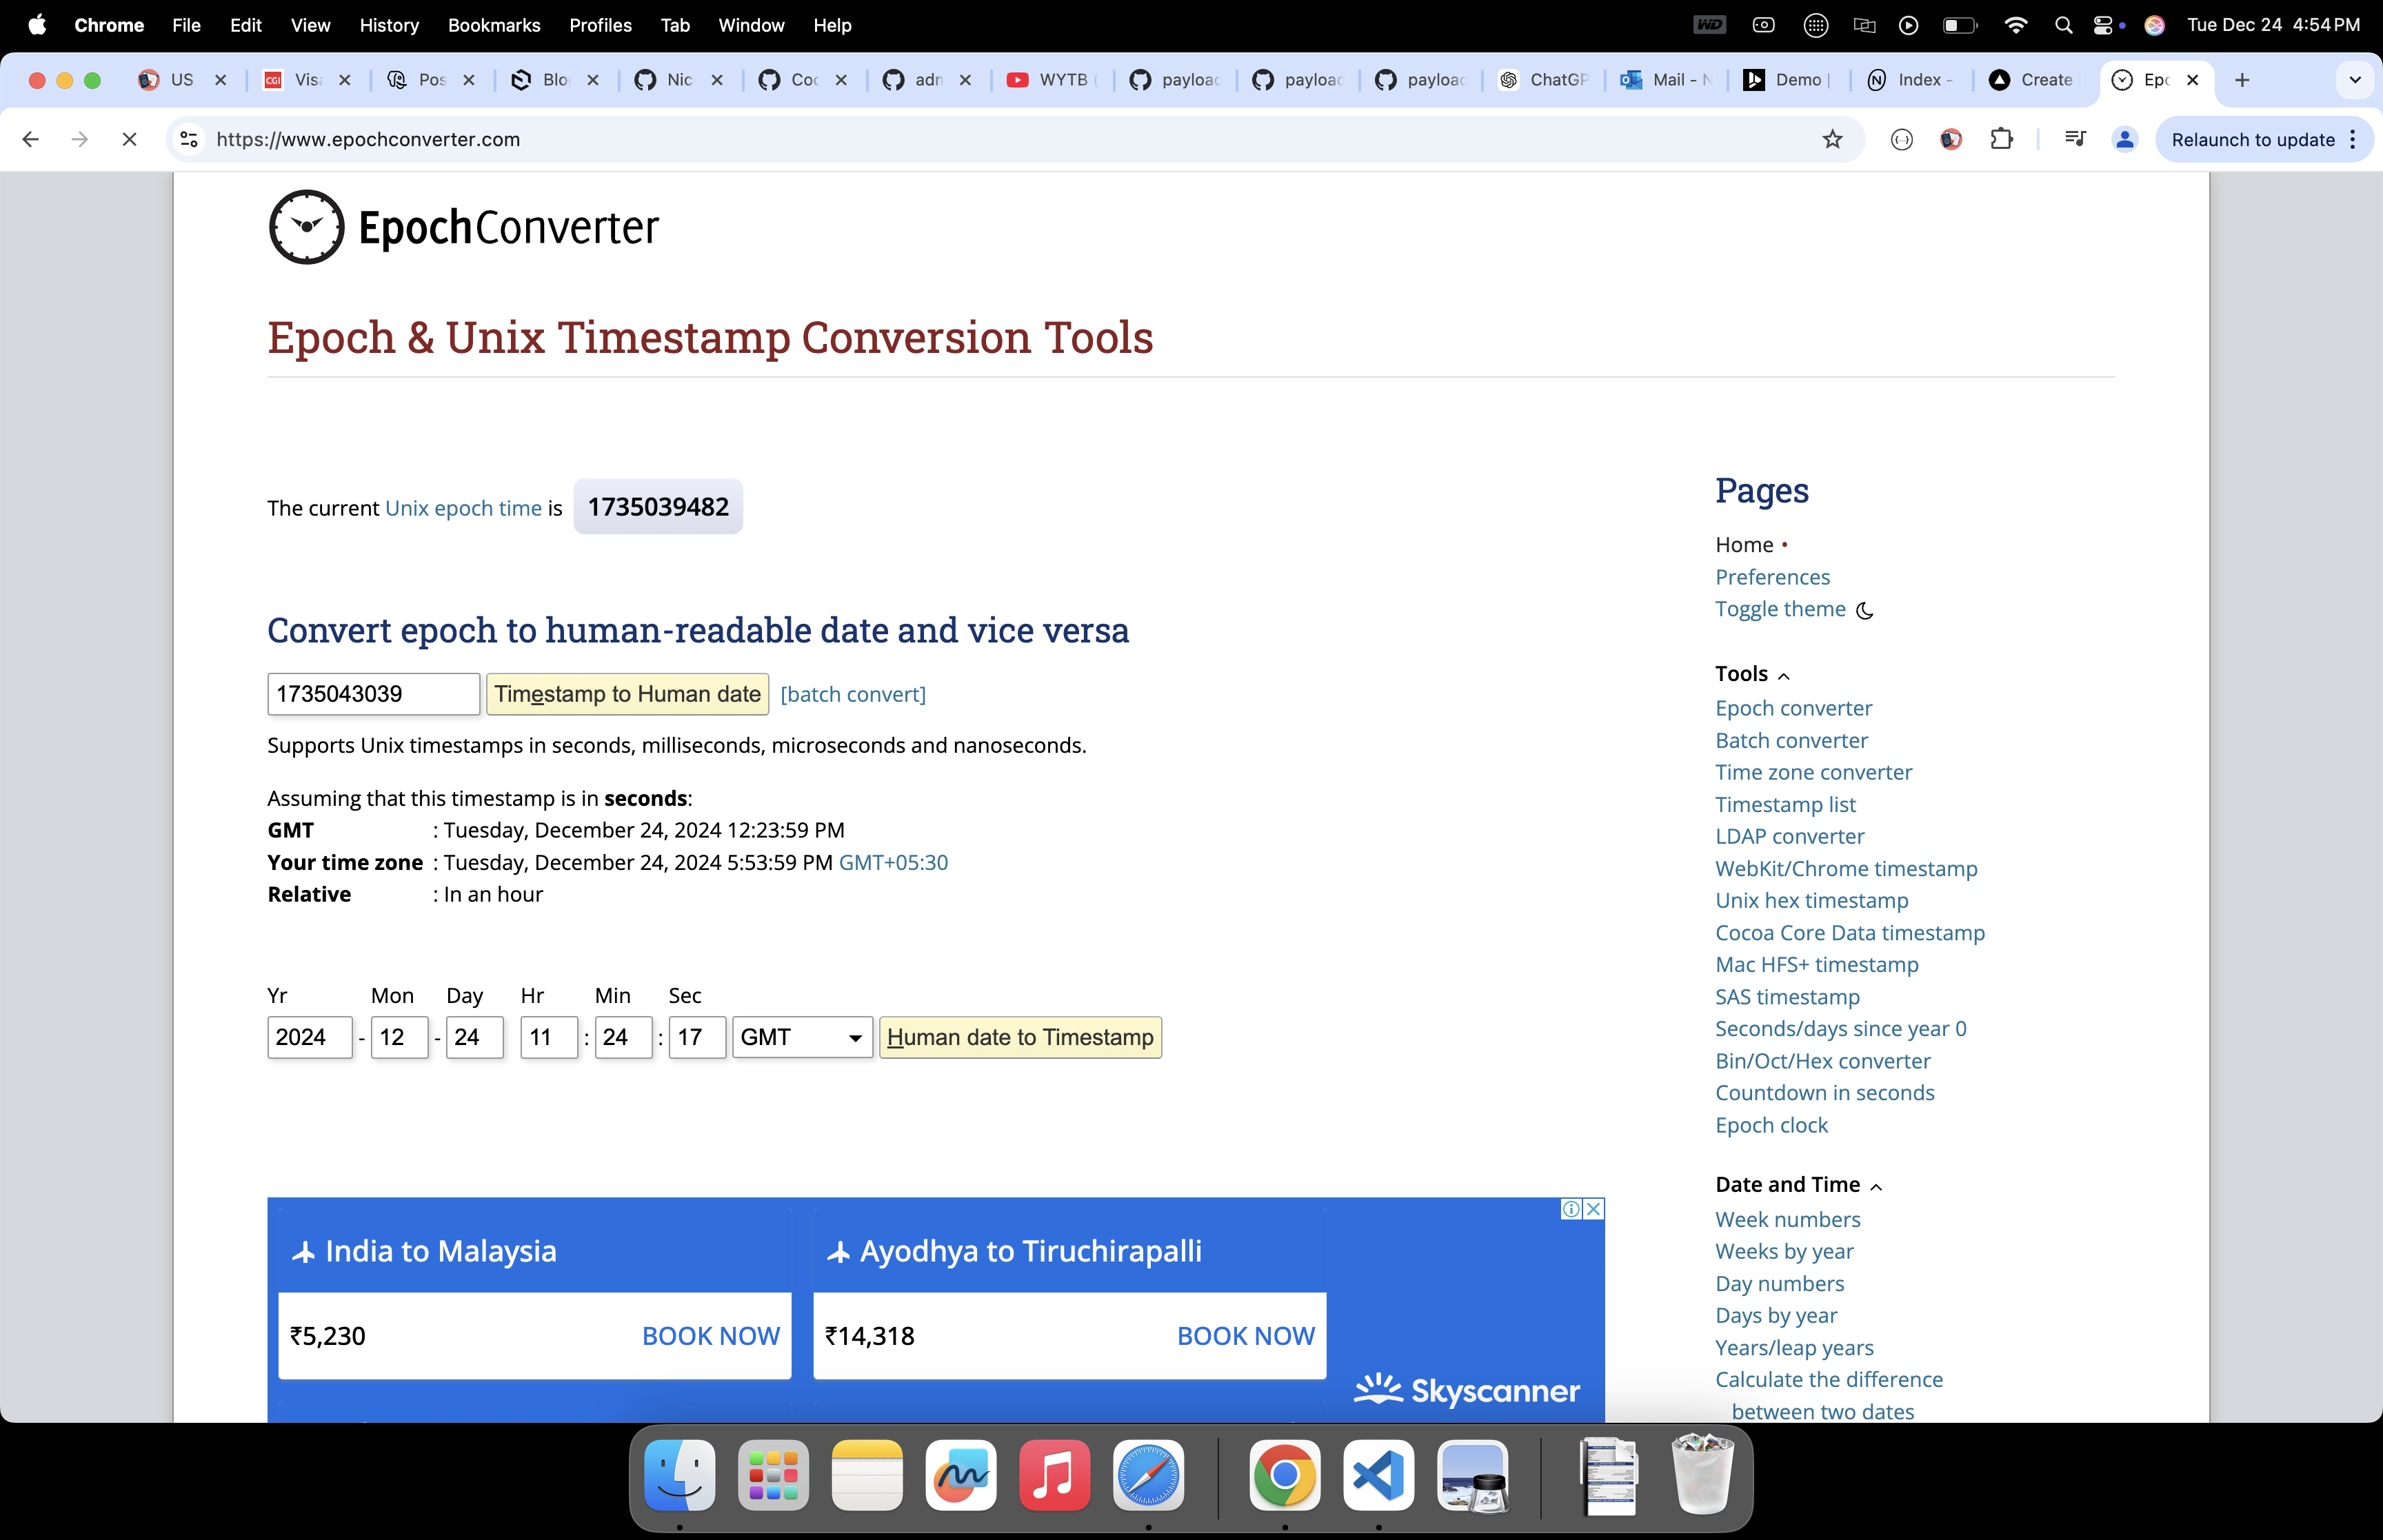 Chrome File Edit View History Bookmarks Profiles Tab Window Help WD Tue Dec 24 4:54 PM
US CGI Vis Pos Blo Nic Coc adn WYTB payloac payloac payloac ChatGP Mail - N Demo | Index - Create Epc
https://www.epochconverter.com Relaunch to update
EpochConverter
Epoch & Unix Timestamp Conversion Tools
The current Unix epoch time is 1735039482
Convert epoch to human-readable date and vice versa
1735043039 Timestamp to Human date [batch convert]
Supports Unix timestamps in seconds, milliseconds, microseconds and nanoseconds.
Assuming that this timestamp is in seconds:
GMT : Tuesday, December 24, 2024 12:23:59 PM
Your time zone : Tuesday, December 24, 2024 5:53:59 PM GMT+05:30
Relative : In an hour
Yr Mon Day Hr Min Sec
2024 - 12 - 24 11 : 24 : 17 GMT Human date to Timestamp
India to Malaysia
₹5,230 BOOK NOW
Ayodhya to Tiruchirapalli
₹14,318 BOOK NOW
Skyscanner
Pages
Home •
Preferences
Toggle theme
Tools
Epoch converter
Batch converter
Time zone converter
Timestamp list
LDAP converter
WebKit/Chrome timestamp
Unix hex timestamp
Cocoa Core Data timestamp
Mac HFS+ timestamp
SAS timestamp
Seconds/days since year 0
Bin/Oct/Hex converter
Countdown in seconds
Epoch clock
Date and Time
Week numbers
Weeks by year
Day numbers
Days by year
Years/leap years
Calculate the difference
between two dates